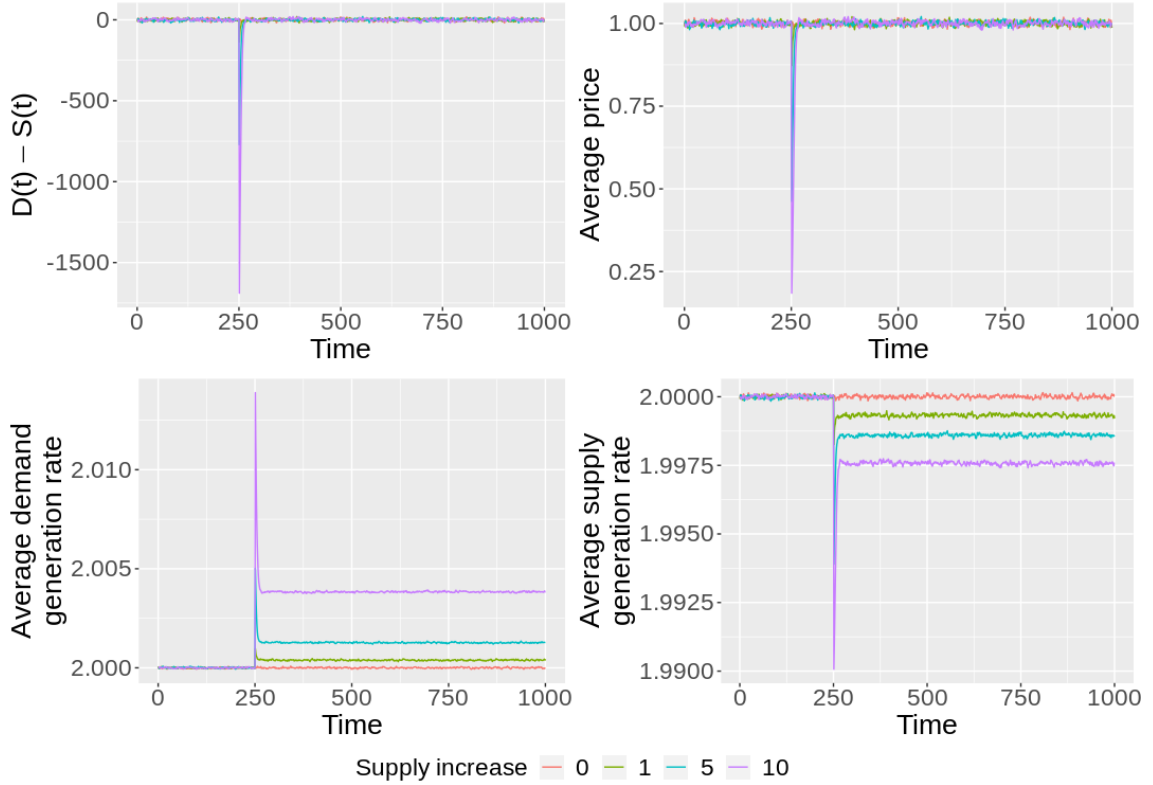 0
-500
-1000
-1500
D(t) − S(t)
0 250 500 750 1000
Time
1.00
0.75
0.50
0.25
Average price
0 250 500 750 1000
Time
2.010
2.005
2.000
Average demand
generation rate
0 250 500 750 1000
Time
2.0000
1.9975
1.9950
1.9925
1.9900
Average supply
generation rate
0 250 500 750 1000
Time
Supply increase 0 1 5 10